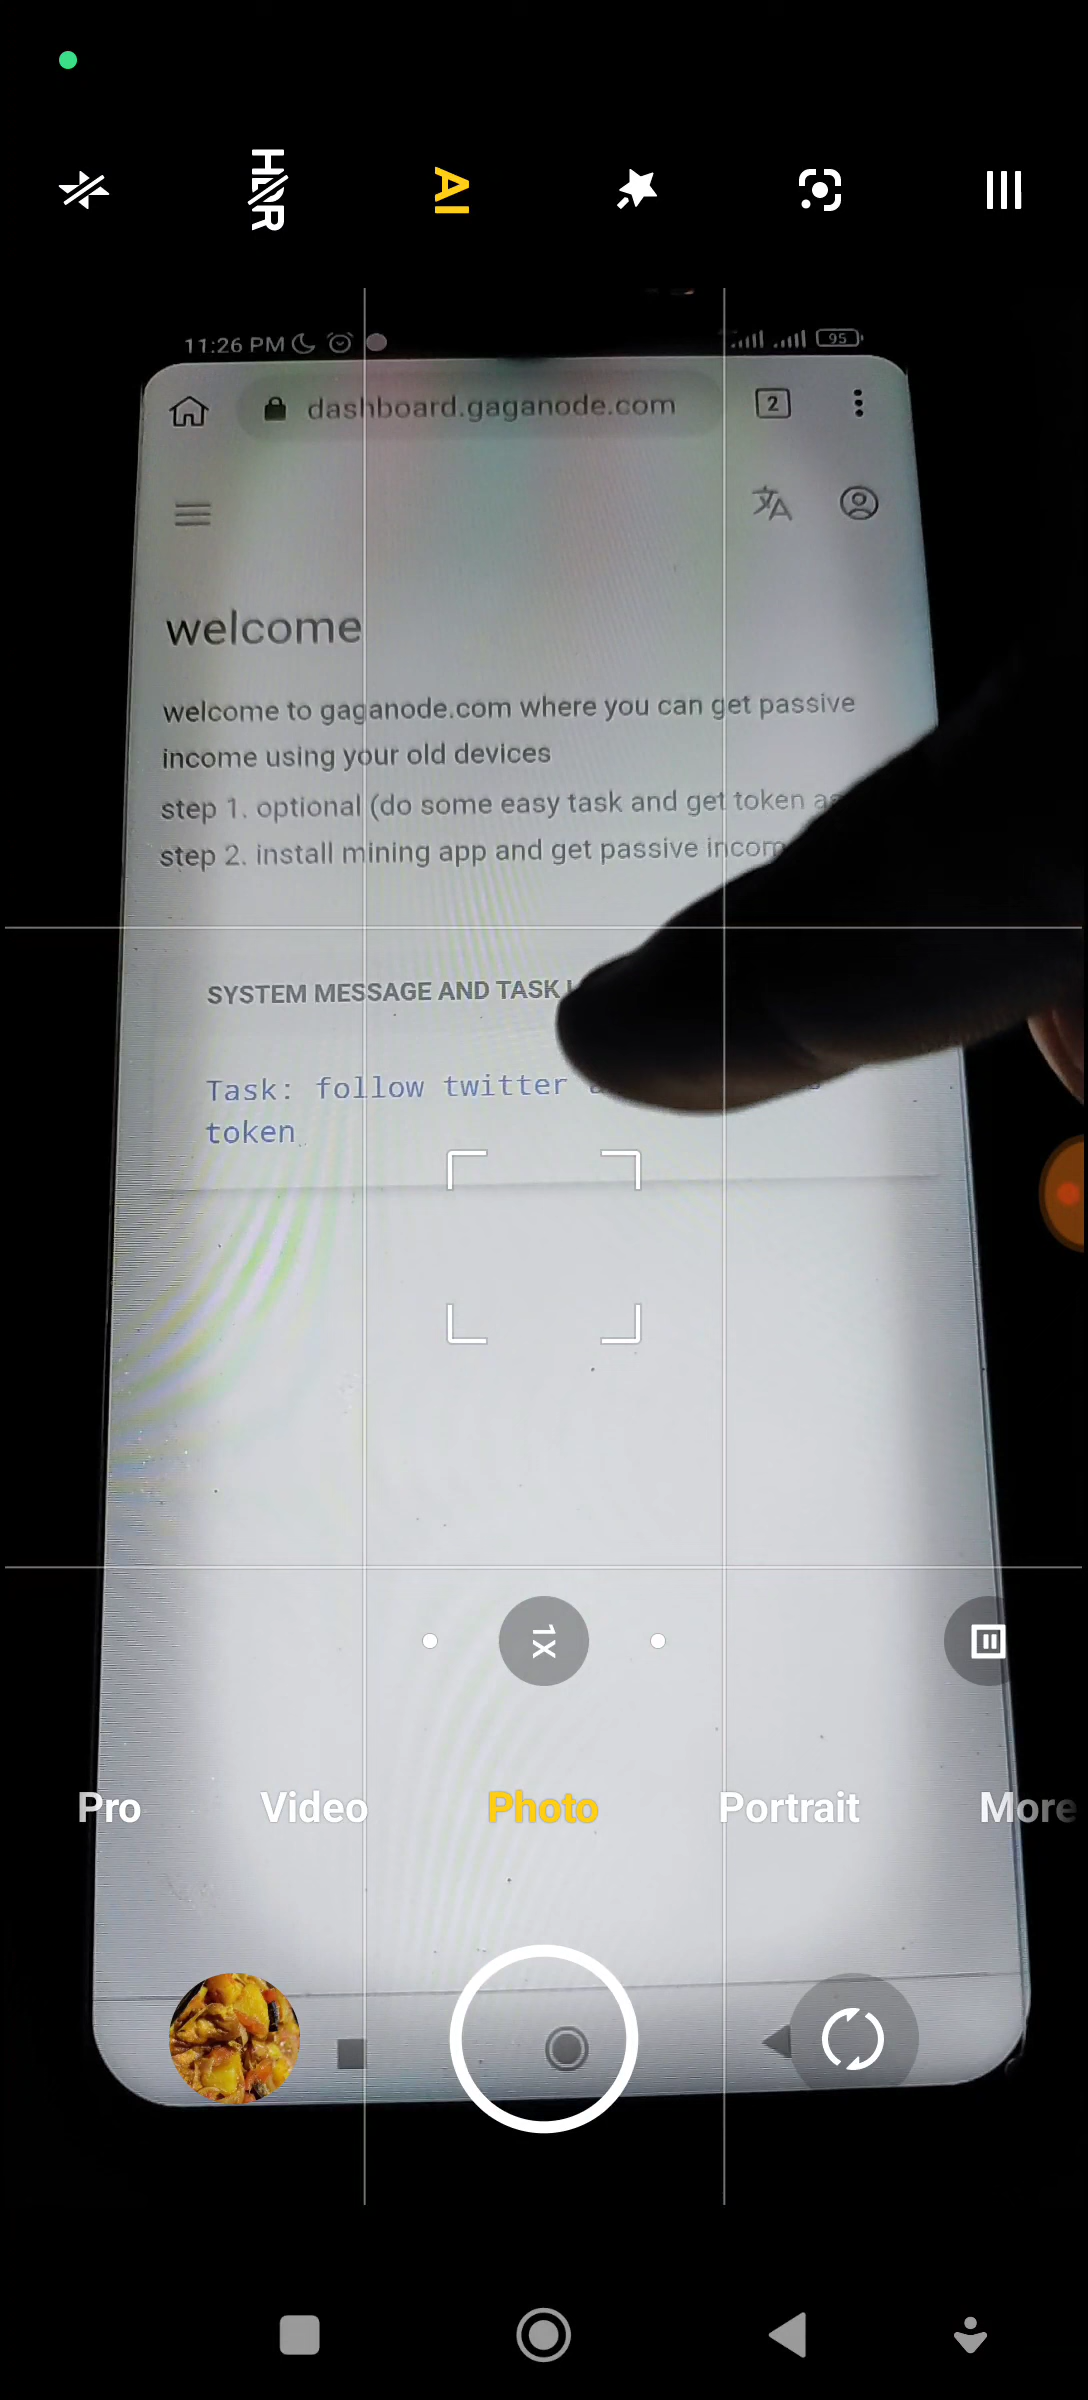 HDR
AI
11:26 PM
95
dashboard.gaganode.com
2
welcome
welcome to gaganode.com where you can get passive
income using your old devices
step 1. optional (do some easy task and get token
step 2. install mining app and get passive
SYSTEM MESSAGE AND TASK
Task: follow twitter
token
1X
Pro Video Photo Portrait More